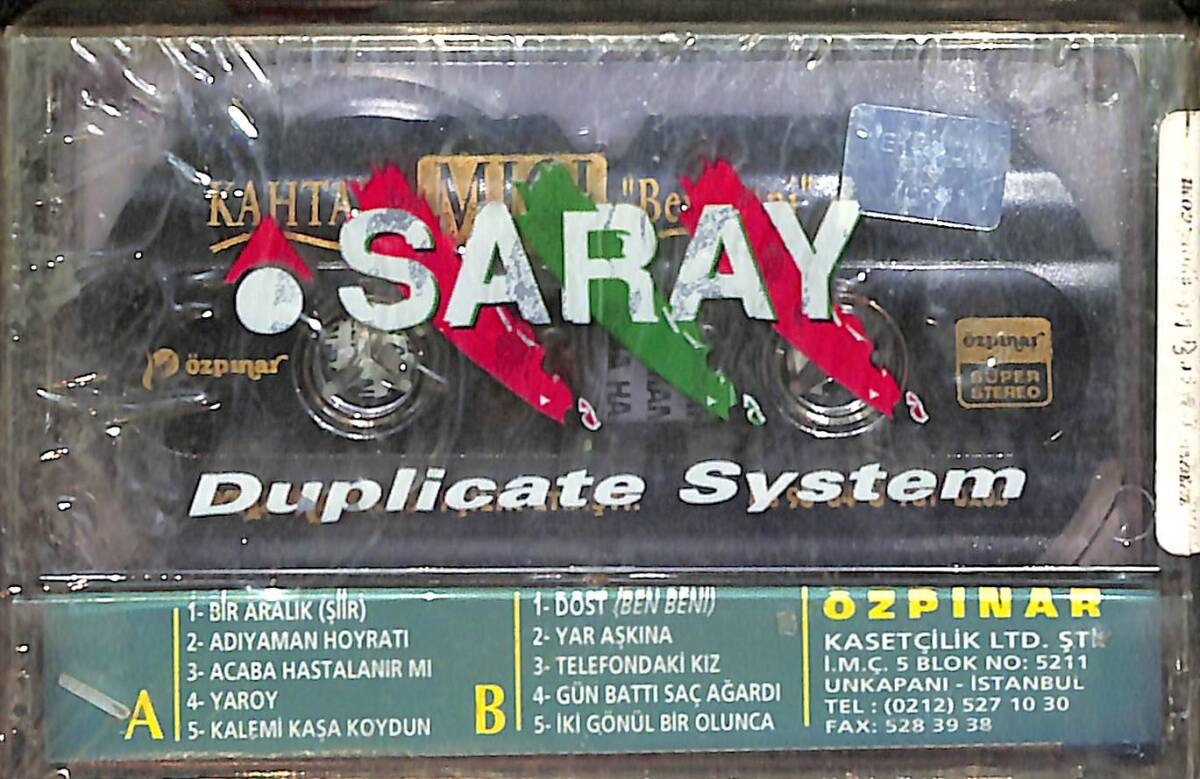 KAHTA
SARAY
özpınar
özpınar
SÜPER
STEREO
Duplicate System
A
1- BİR ARALIK (ŞİİR)
2- ADIYAMAN HOYRATI
3- ACABA HASTALANIR MI
4- YAROY
5- KALEMİ KAŞA KOYDUN
B
1- DOST (BEN BENİ)
2- YAR AŞKINA
3- TELEFONDAKİ KIZ
4- GÜN BATTI SAÇ AĞARDI
5- İKİ GÖNÜL BİR OLUNCA
ÖZPINAR
KASETÇİLİK LTD. ŞTİ.
İ.M.Ç. 5 BLOK NO: 5211
UNKAPANI - İSTANBUL
TEL : (0212) 527 10 30
FAX: 528 39 38